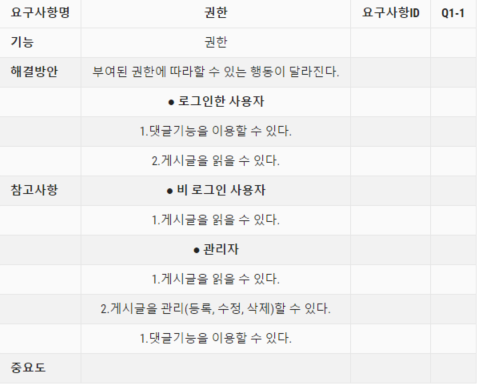 요구사항명 권한 요구사항ID Q1-1
기능 권한
해결방안 부여된 권한에 따라할 수 있는 행동이 달라진다.
● 로그인한 사용자
1.댓글기능을 이용할 수 있다.
2.게시글을 읽을 수 있다.
참고사항 ● 비 로그인 사용자
1.게시글을 읽을 수 있다.
● 관리자
1.게시글을 읽을 수 있다.
2.게시글을 관리(등록, 수정, 삭제)할 수 있다.
1.댓글기능을 이용할 수 있다.
중요도